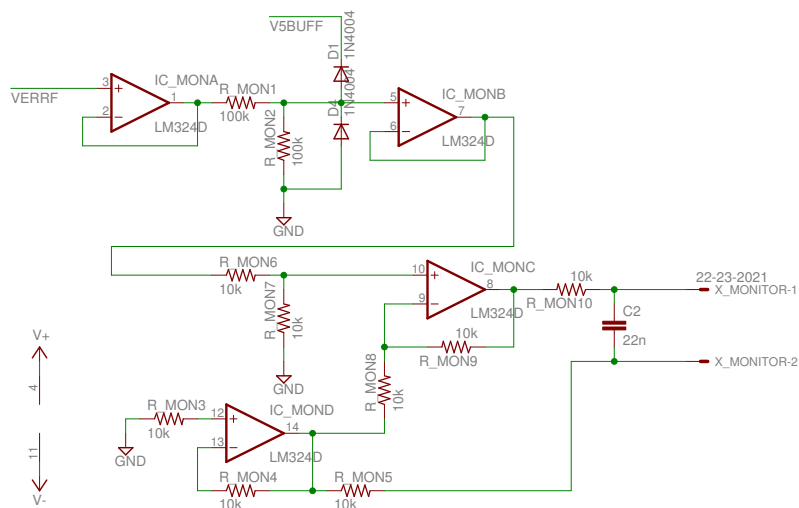 V5BUFF
D1
1N4004
VERRF
3
2
1
IC_MONA
LM324D
R_MON1
100k
R_MON2
100k
D4
1N4004
5
6
7
IC_MONB
LM324D
GND
R_MON6
10k
R_MON7
10k
GND
10
9
8
IC_MONC
LM324D
10k
R_MON10
22-23-2021
X_MONITOR-1
C2
22n
X_MONITOR-2
10k
R_MON9
R_MON8
10k
V+
4
11
V-
R_MON3
10k
GND
12
13
14
IC_MOND
LM324D
R_MON4
10k
R_MON5
10k